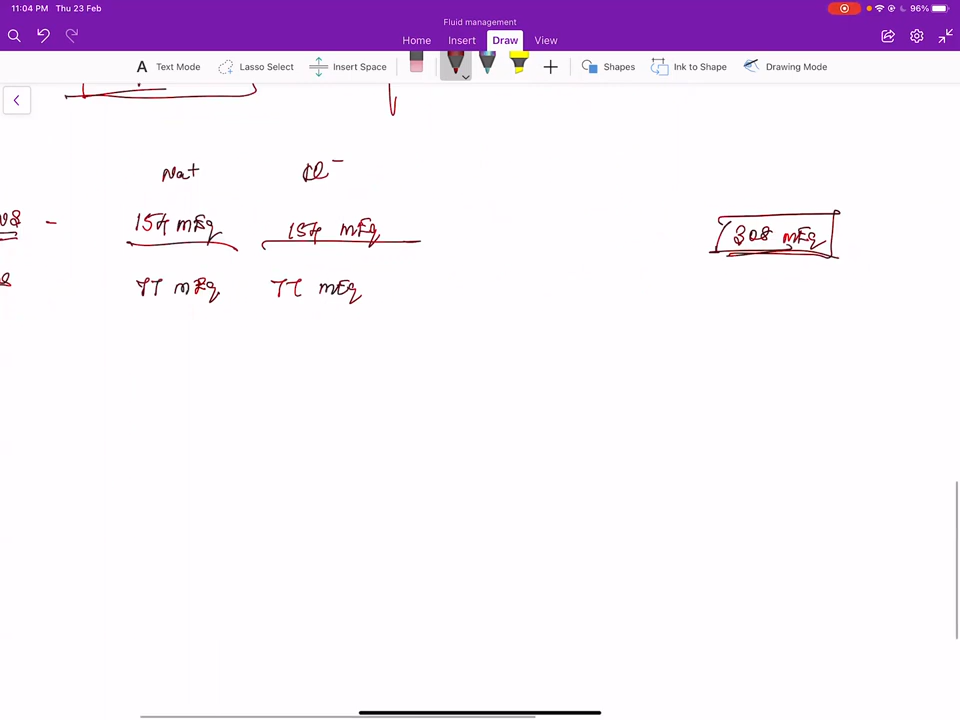 11:04 PM Thu 23 Feb
96%
Fluid management
Home Insert Draw View
Text Mode Lasso Select Insert Space Shapes Ink to Shape Drawing Mode
Na+ Cl-
154 mEq 154 mEq 308 mEq
77 mEq 77 mEq